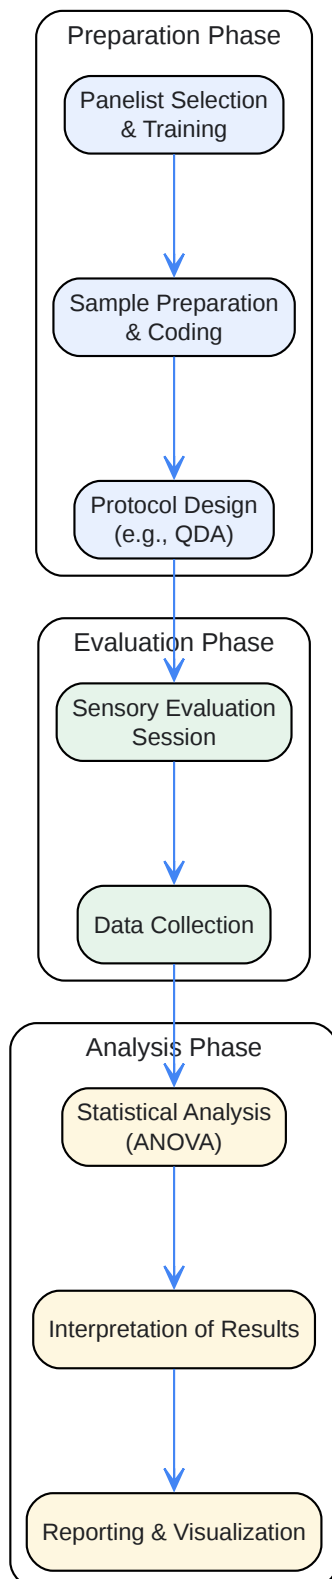 Preparation Phase
Panelist Selection
& Training
Sample Preparation
& Coding
Protocol Design
(e.g., QDA)
Evaluation Phase
Sensory Evaluation
Session
Data Collection
Analysis Phase
Statistical Analysis
(ANOVA)
Interpretation of Results
Reporting & Visualization